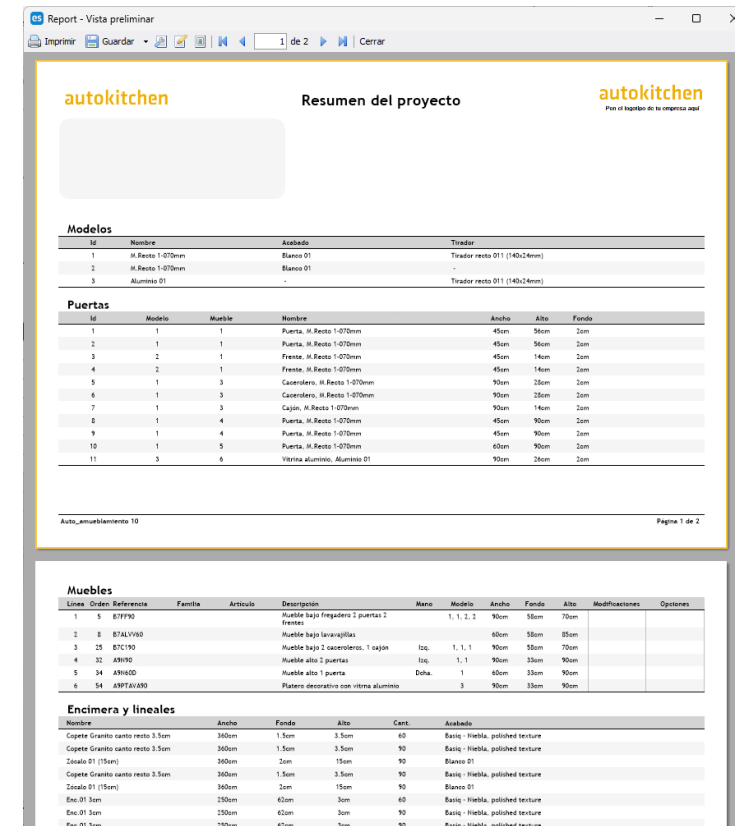 es Report - Vista preliminar
Imprimir Guardar 1 de 2 Cerrar
autokitchen Resumen del proyecto autokitchen
Pon el logotipo de tu empresa aquí
Modelos
Id Nombre Acabado Tirador
1 M.Recto 1-070mm Blanco 01 Tirador recto 011 (140x24mm)
2 M.Recto 1-070mm Blanco 01 -
3 Aluminio 01 - Tirador recto 011 (140x24mm)
Puertas
Id Modelo Mueble Nombre Ancho Alto Fondo
1 1 1 Puerta, M.Recto 1-070mm 45cm 56cm 2cm
2 1 1 Puerta, M.Recto 1-070mm 45cm 56cm 2cm
3 2 1 Frente, M.Recto 1-070mm 45cm 14cm 2cm
4 2 1 Frente, M.Recto 1-070mm 45cm 14cm 2cm
5 1 3 Cacerolero, M.Recto 1-070mm 90cm 28cm 2cm
6 1 3 Cacerolero, M.Recto 1-070mm 90cm 28cm 2cm
7 1 3 Cajón, M.Recto 1-070mm 90cm 14cm 2cm
8 1 4 Puerta, M.Recto 1-070mm 45cm 90cm 2cm
9 1 4 Puerta, M.Recto 1-070mm 45cm 90cm 2cm
10 1 5 Puerta, M.Recto 1-070mm 60cm 90cm 2cm
11 3 6 Vitrina aluminio, Aluminio 01 90cm 26cm 2cm
Auto_amueblamiento 10 Página 1 de 2
Muebles
Línea Orden Referencia Familia Artículo Descripción Mano Modelo Ancho Fondo Alto Modificaciones Opciones
1 5 B7FF90 Mueble bajo fregadero 2 puertas 2 frentes 1, 1, 2, 2 90cm 58cm 70cm
2 8 B7ALVV60 Mueble bajo lavavajillas 60cm 58cm 85cm
3 25 B7C190 Mueble bajo 2 caceroleros, 1 cajón Izq. 1, 1, 1 90cm 58cm 70cm
4 32 A9N90 Mueble alto 2 puertas Izq. 1, 1 90cm 33cm 90cm
5 34 A9N60D Mueble alto 1 puerta Dcha. 1 60cm 33cm 90cm
6 54 A9PTAVA90 Platero decorativo con vitrna aluminio 3 90cm 33cm 90cm
Encimera y lineales
Nombre Ancho Fondo Alto Cant. Acabado
Copete Granito canto recto 3.5cm 360cm 1.5cm 3.5cm 60 Basiq - Niebla, polished texture
Copete Granito canto recto 3.5cm 360cm 1.5cm 3.5cm 90 Basiq - Niebla, polished texture
Zócalo 01 (15cm) 360cm 2cm 15cm 90 Blanco 01
Copete Granito canto recto 3.5cm 360cm 1.5cm 3.5cm 90 Basiq - Niebla, polished texture
Zócalo 01 (15cm) 360cm 2cm 15cm 90 Blanco 01
Enc.01 3cm 250cm 62cm 3cm 60 Basiq - Niebla, polished texture
Enc.01 3cm 250cm 62cm 3cm 90 Basiq - Niebla, polished texture
Enc.01 3cm 250cm 62cm 3cm 90 Basiq - Niebla, polished texture